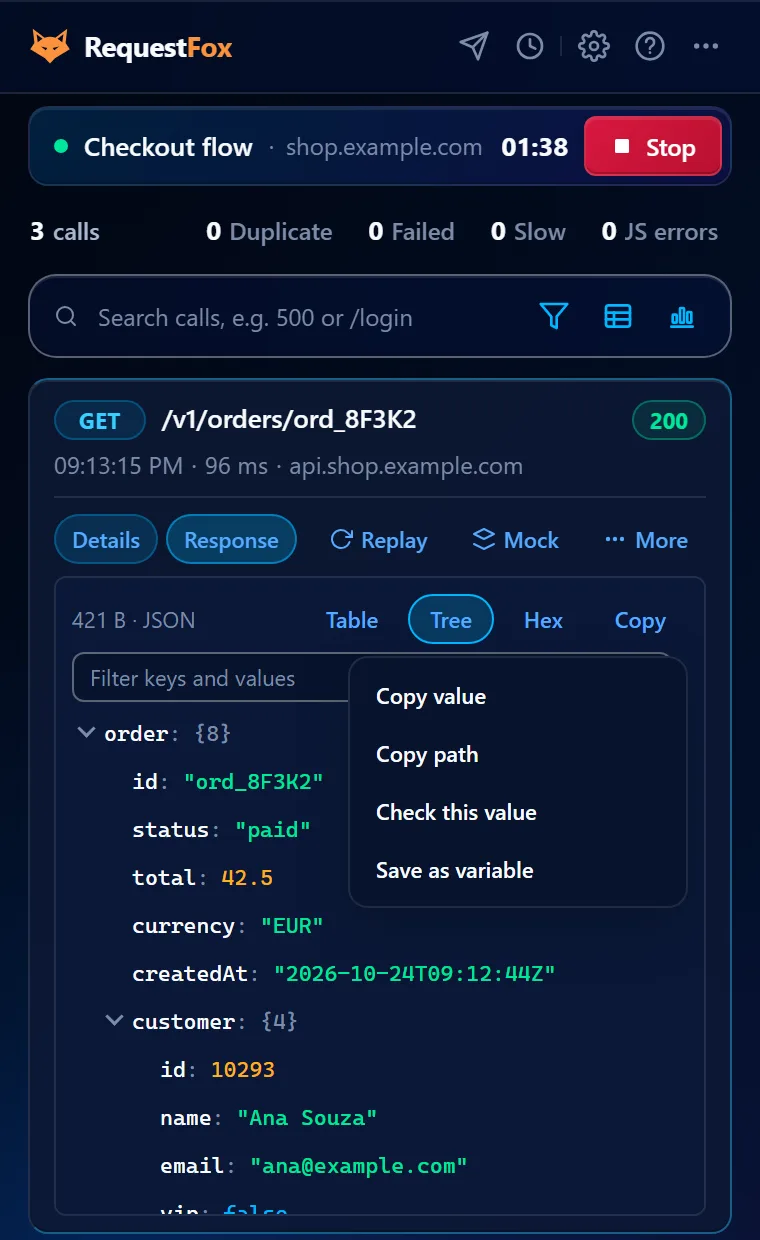 RequestFox
Checkout flow · shop.example.com 01:38 Stop
3 calls 0 Duplicate 0 Failed 0 Slow 0 JS errors
Search calls, e.g. 500 or /login
GET /v1/orders/ord_8F3K2 200
09:13:15 PM · 96 ms · api.shop.example.com
Details Response Replay Mock ··· More
421 B · JSON Table Tree Hex Copy
Filter keys and values
Copy value
Copy path
Check this value
Save as variable
order: {8}
id: "ord_8F3K2"
status: "paid"
total: 42.5
currency: "EUR"
createdAt: "2026-10-24T09:12:44Z"
customer: {4}
id: 10293
name: "Ana Souza"
email: "ana@example.com"
vip: false